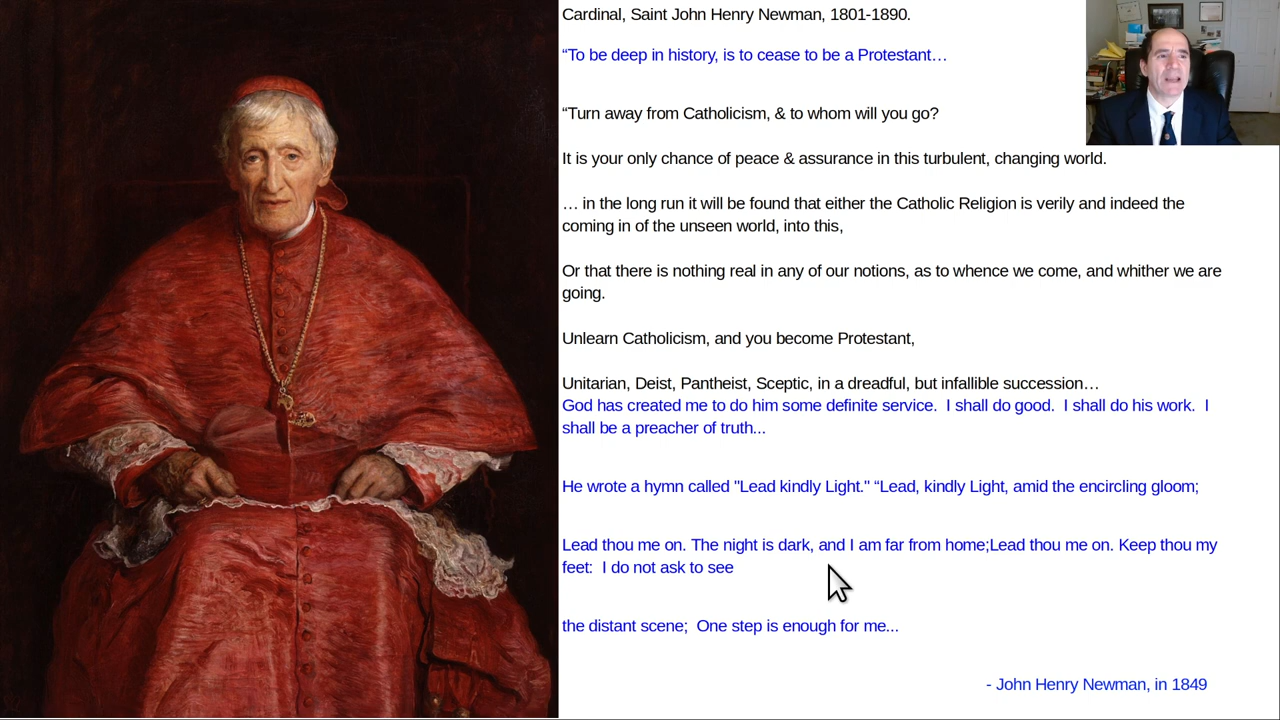 Cardinal, Saint John Henry Newman, 1801-1890.
“To be deep in history, is to cease to be a Protestant…
“Turn away from Catholicism, & to whom will you go?
It is your only chance of peace & assurance in this turbulent, changing world.
… in the long run it will be found that either the Catholic Religion is verily and indeed the
coming in of the unseen world, into this,
Or that there is nothing real in any of our notions, as to whence we come, and whither we are
going.
Unlearn Catholicism, and you become Protestant,
Unitarian, Deist, Pantheist, Sceptic, in a dreadful, but infallible succession…
God has created me to do him some definite service.  I shall do good.  I shall do his work.  I
shall be a preacher of truth...
He wrote a hymn called "Lead kindly Light." “Lead, kindly Light, amid the encircling gloom;
Lead thou me on. The night is dark, and I am far from home;Lead thou me on. Keep thou my
feet:  I do not ask to see
the distant scene;  One step is enough for me...
- John Henry Newman, in 1849